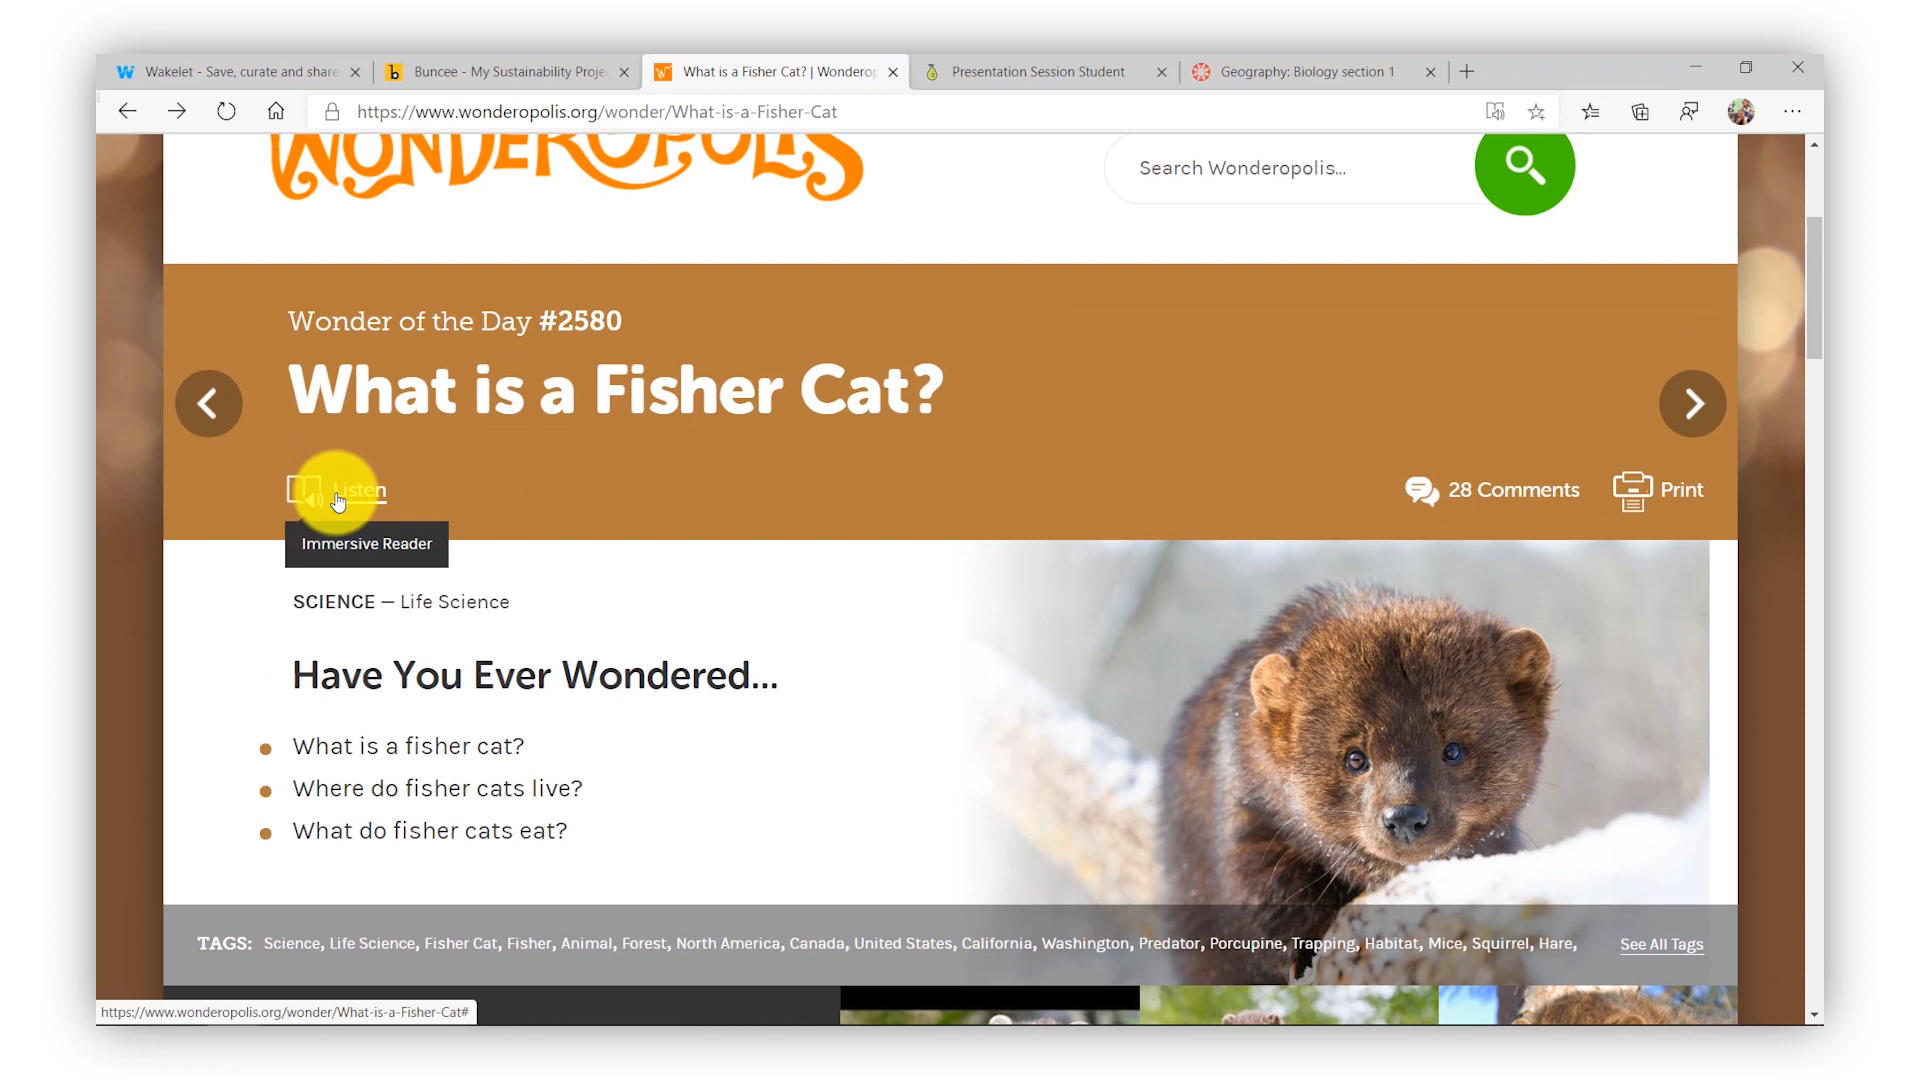 Wakelet - Save, curate and share
Buncee - My Sustainability Proje
What is a Fisher Cat? | Wonderop
Presentation Session Student
Geography: Biology section 1
https://www.wonderopolis.org/wonder/What-is-a-Fisher-Cat
WONDEROPOLIS
Search Wonderopolis...
Wonder of the Day #2580
What is a Fisher Cat?
Listen
28 Comments
Print
Immersive Reader
SCIENCE — Life Science
Have You Ever Wondered...
What is a fisher cat?
Where do fisher cats live?
What do fisher cats eat?
TAGS: Science, Life Science, Fisher Cat, Fisher, Animal, Forest, North America, Canada, United States, California, Washington, Predator, Porcupine, Trapping, Habitat, Mice, Squirrel, Hare,
See All Tags
https://www.wonderopolis.org/wonder/What-is-a-Fisher-Cat#